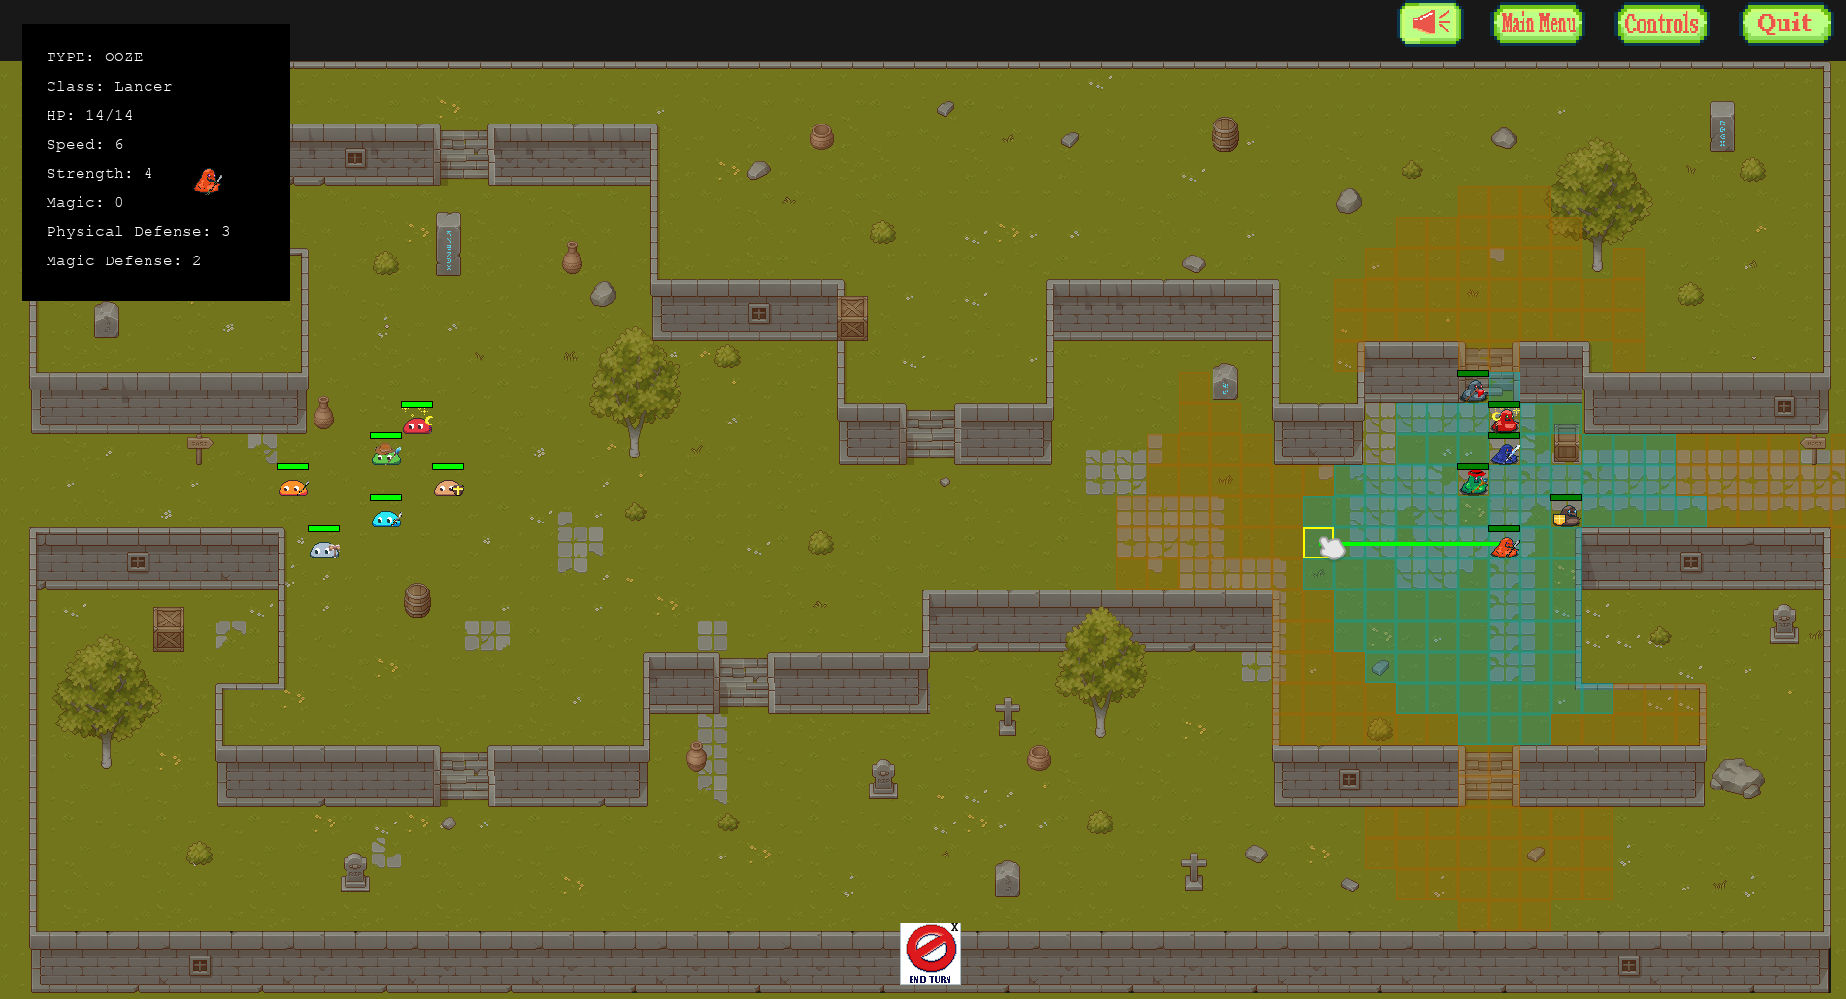 Main Menu
Controls
Quit
TYPE: OOZE
Class: Lancer
HP: 14/14
Speed: 6
Strength: 4
Magic: 0
Physical Defense: 3
Magic Defense: 2
X
END TURN